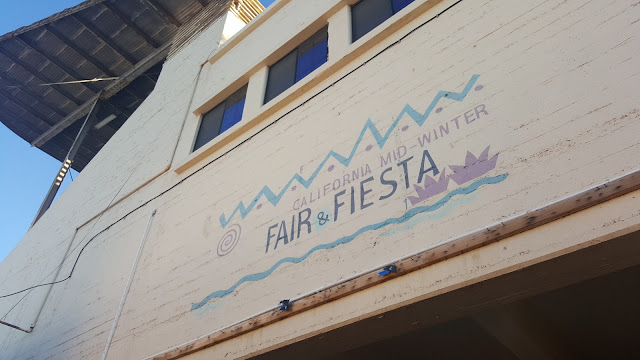 CALIFORNIA MID-WINTER
FAIR & FIESTA